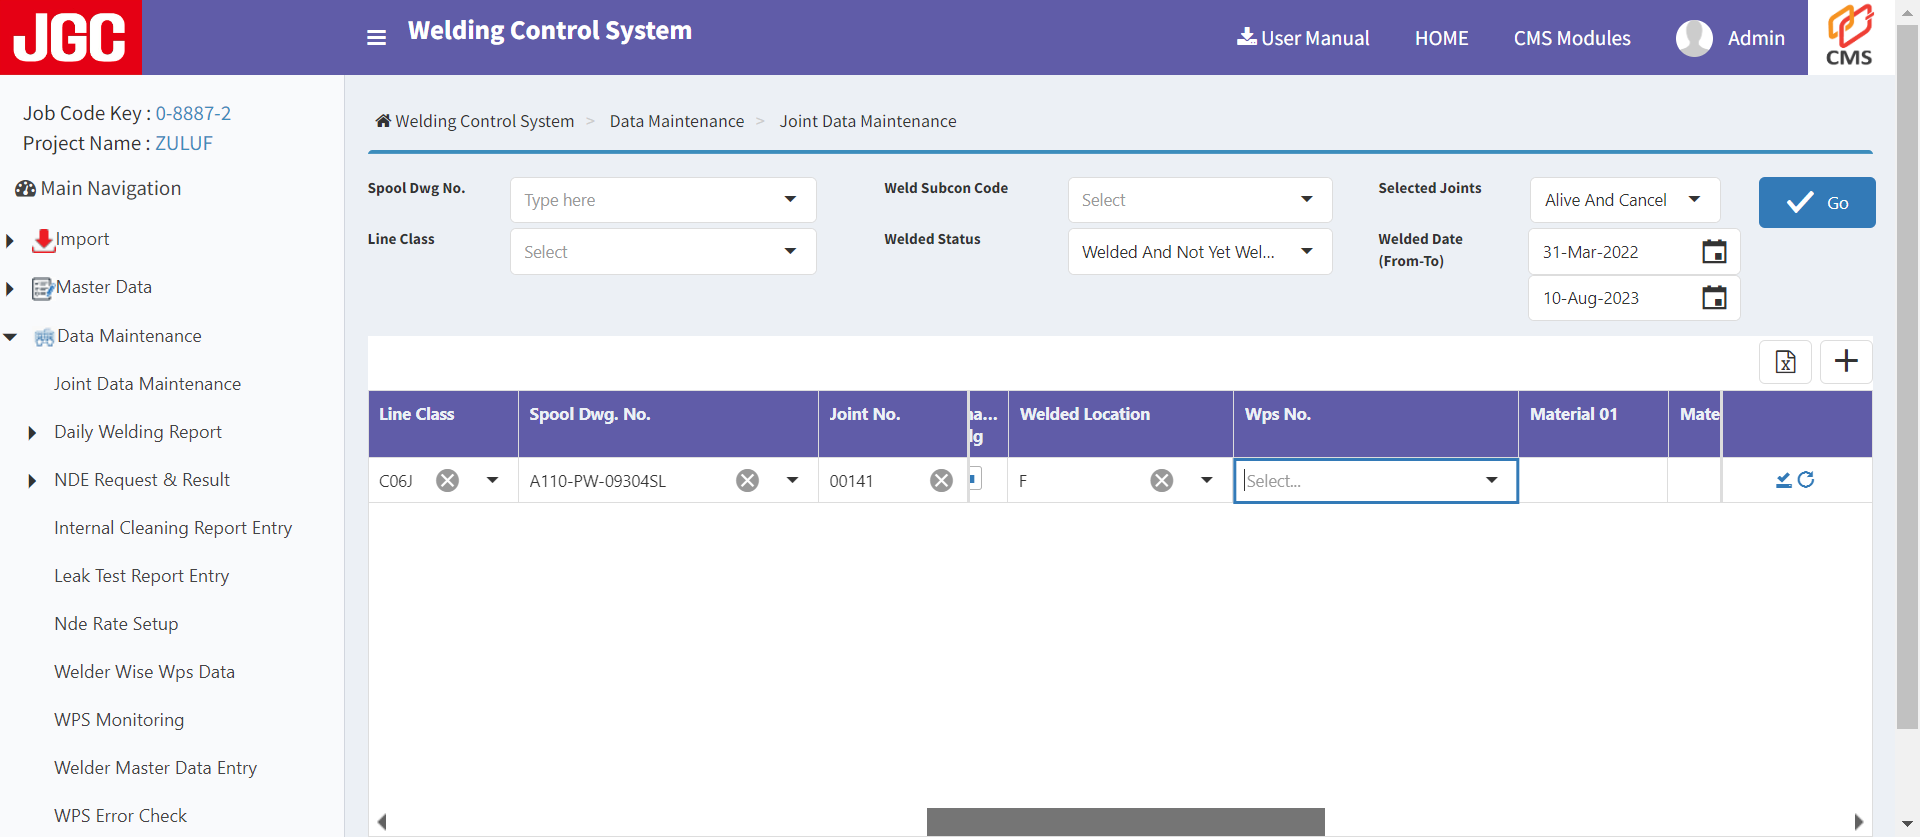 JGC
Welding Control System
User Manual
HOME
CMS Modules
Admin
CMS
Job Code Key : 0-8887-2
Project Name : ZULUF
Main Navigation
Import
Master Data
Data Maintenance
Joint Data Maintenance
Daily Welding Report
NDE Request & Result
Internal Cleaning Report Entry
Leak Test Report Entry
Nde Rate Setup
Welder Wise Wps Data
WPS Monitoring
Welder Master Data Entry
WPS Error Check
Welding Control System > Data Maintenance > Joint Data Maintenance
Spool Dwg No.
Type here
Weld Subcon Code
Select
Selected Joints
Alive And Cancel
Go
Line Class
Select
Welded Status
Welded And Not Yet Wel...
Welded Date
(From-To)
31-Mar-2022
10-Aug-2023
Line Class
Spool Dwg. No.
Joint No.
Welded Location
Wps No.
Material 01
Mate
C06J
A110-PW-09304SL
00141
F
Select...